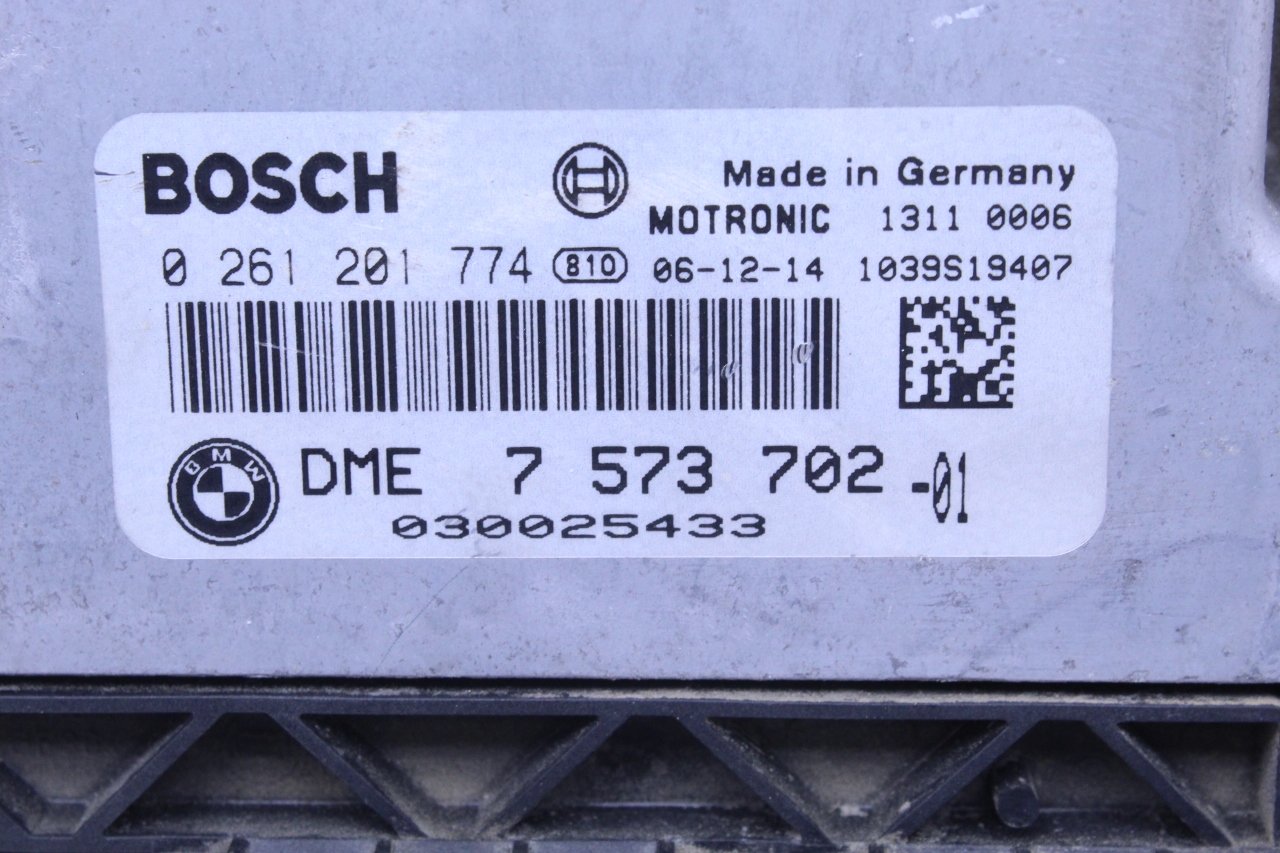 BOSCH
Made in Germany
MOTRONIC 1311 0006
0 261 201 774 810 06-12-14 1039S19407
BMW
DME 7 573 702 -01
030025433